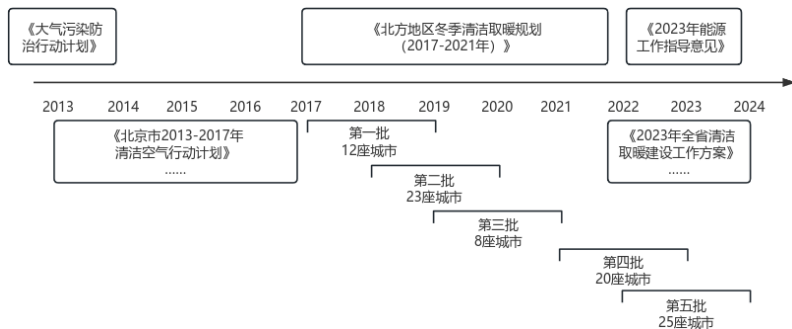 《大气污染防
治行动计划》
《北方地区冬季清洁取暖规划
（2017-2021年）》
《2023年能源
工作指导意见》
2013 2014 2015 2016 2017 2018 2019 2020 2021 2022 2023 2024
《北京市2013-2017年
清洁空气行动计划》
……
第一批
12座城市
第二批
23座城市
第三批
8座城市
第四批
20座城市
第五批
25座城市
《2023年全省清洁
取暖建设工作方案》
……